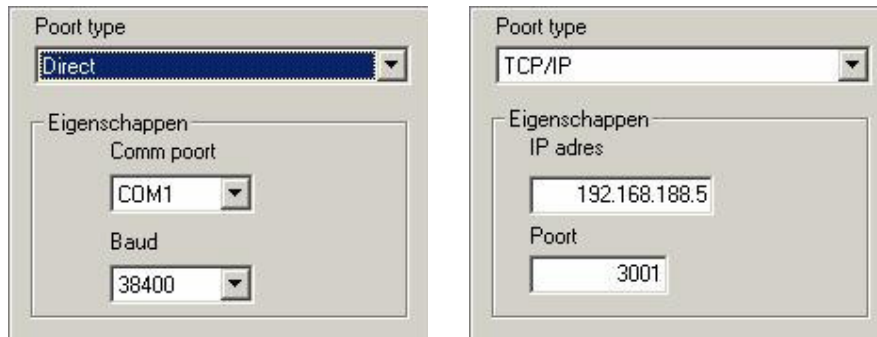 Poort type
Direct
Eigenschappen
Comm poort
COM1
Baud
38400
Poort type
TCP/IP
Eigenschappen
IP adres
192.168.188.5
Poort
3001